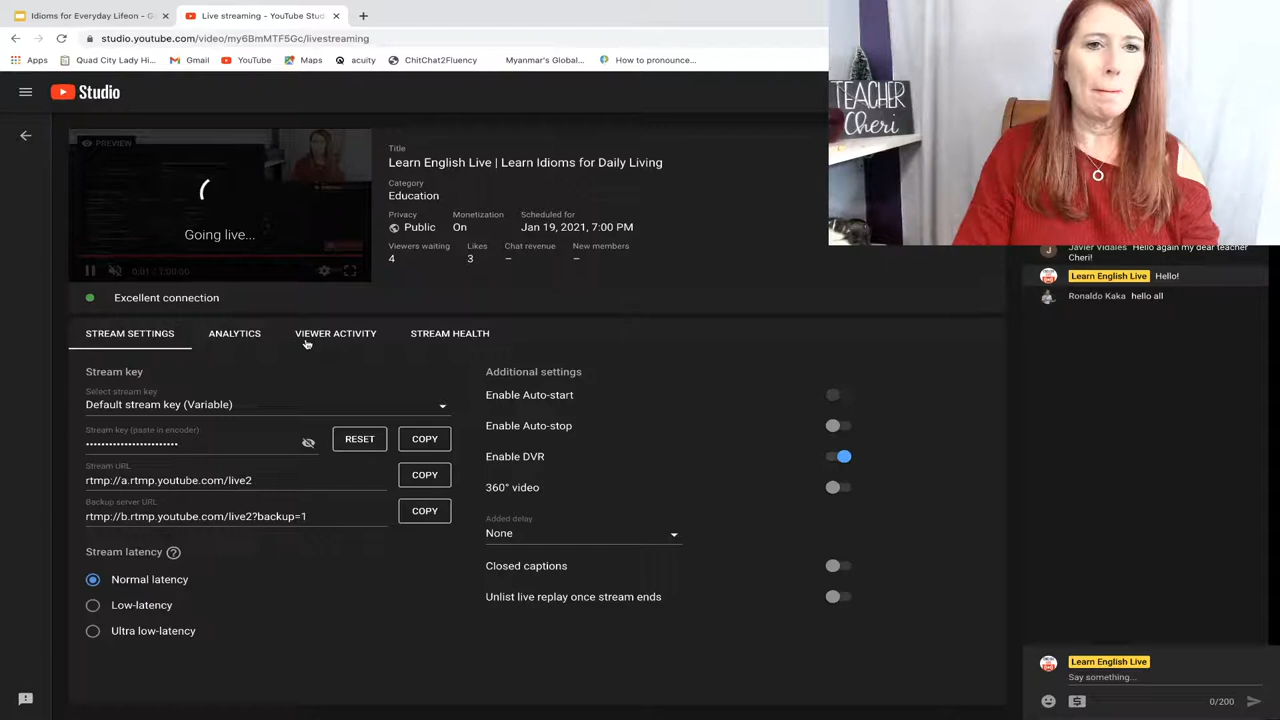 Idioms for Everyday Lifeon - G
Live streaming - YouTube Stud
studio.youtube.com/video/my6BmMTF5Gc/livestreaming
Apps Quad City Lady Hi... Gmail YouTube Maps acuity ChitChat2Fluency Myanmar's Global... How to pronounce...
Studio
TEACHER
Cheri
PREVIEW
Going live...
0:01 / 1:00:00
Title
Learn English Live | Learn Idioms for Daily Living
Category
Education
Privacy Monetization Scheduled for
Public On Jan 19, 2021, 7:00 PM
Viewers waiting Likes Chat revenue New members
4 3 – –
Excellent connection
Javier Vidales Hello again my dear teacher
Cheri!
Learn English Live Hello!
Ronaldo Kaka hello all
STREAM SETTINGS ANALYTICS VIEWER ACTIVITY STREAM HEALTH
Stream key
Select stream key
Default stream key (Variable)
Stream key (paste in encoder)
RESET COPY
Stream URL
rtmp://a.rtmp.youtube.com/live2
COPY
Backup server URL
rtmp://b.rtmp.youtube.com/live2?backup=1
COPY
Stream latency
Normal latency
Low-latency
Ultra low-latency
Additional settings
Enable Auto-start
Enable Auto-stop
Enable DVR
360° video
Added delay
None
Closed captions
Unlist live replay once stream ends
Learn English Live
Say something...
0/200